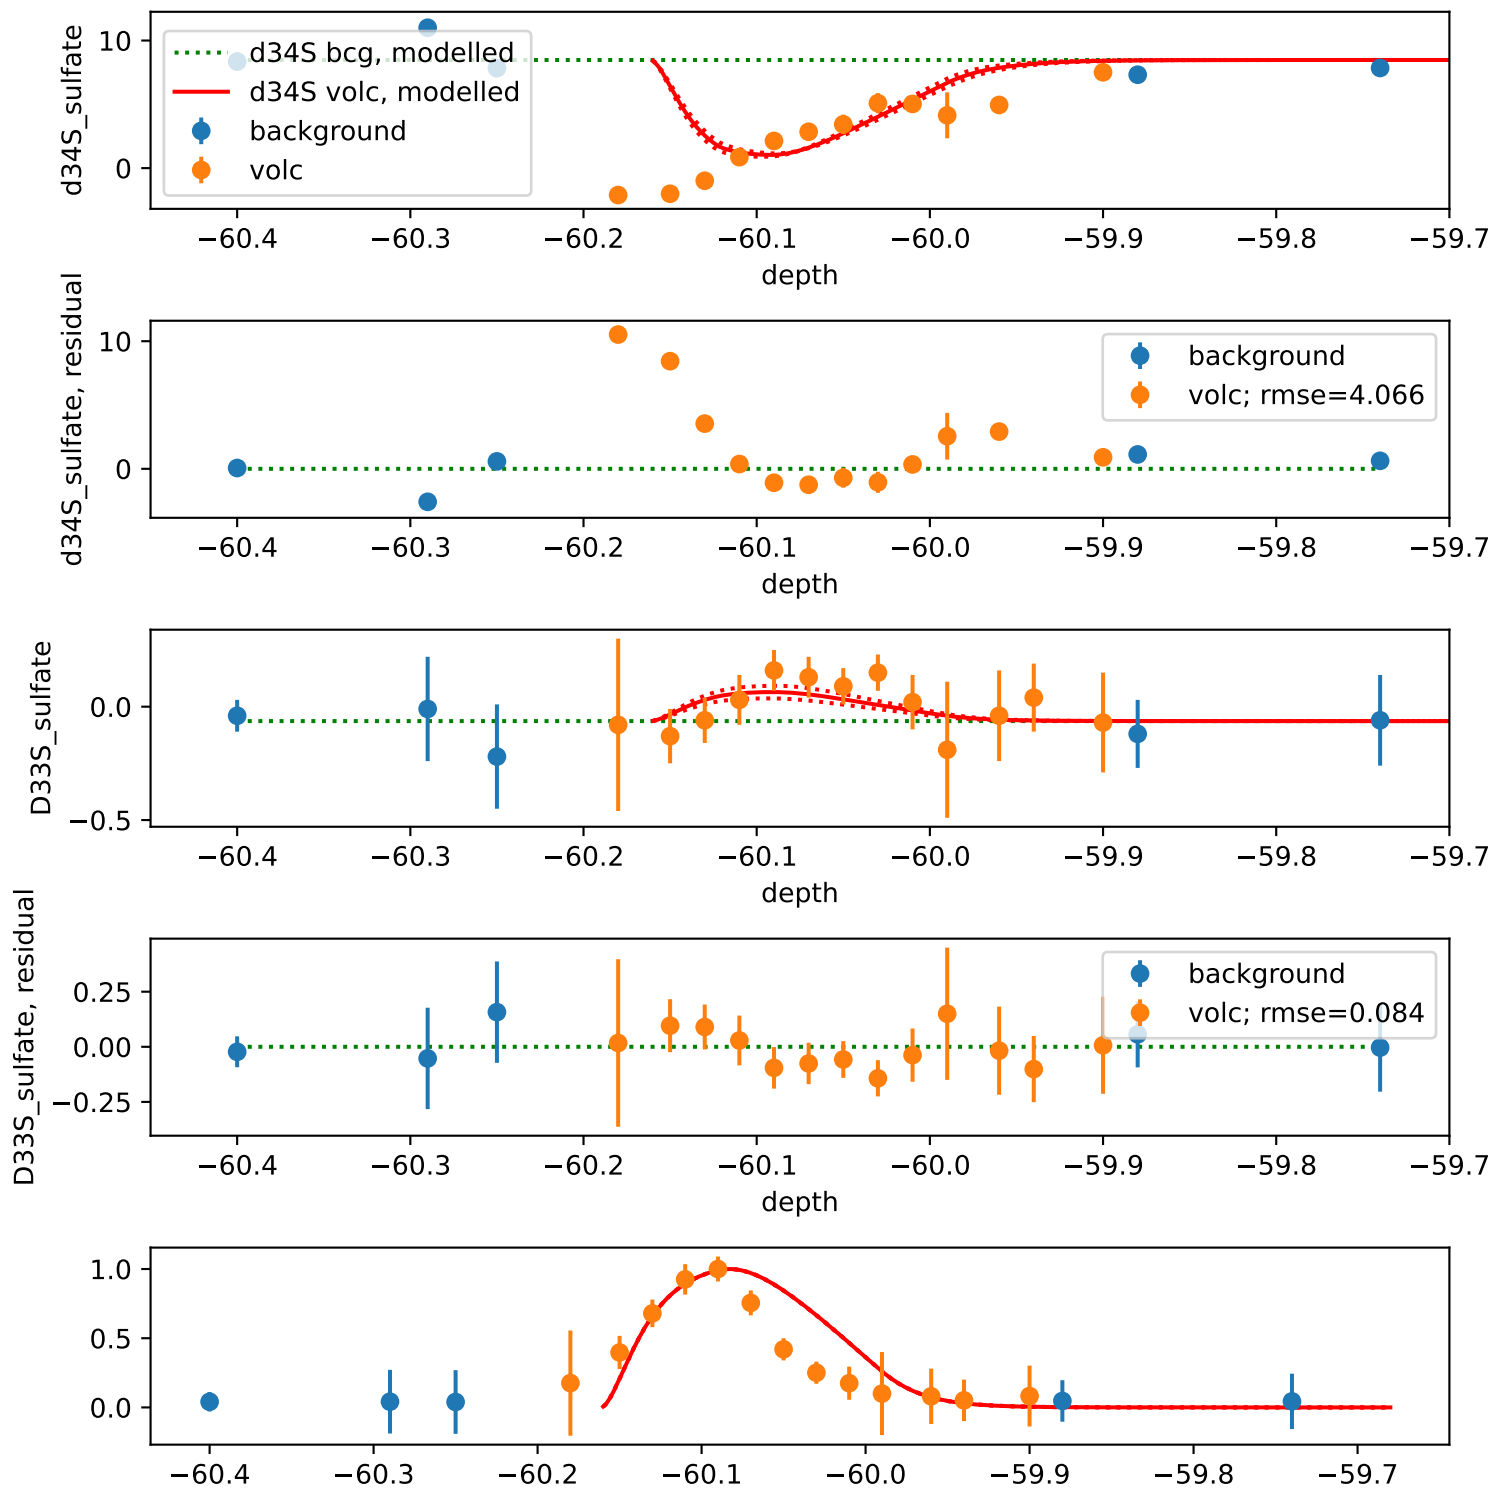 10
0
d34S_sulfate
d34S bcg, modelled
d34S volc, modelled
background
volc
−60.4 −60.3 −60.2 −60.1 −60.0 −59.9 −59.8 −59.7
depth
10
0
d34S_sulfate, residual
background
volc; rmse=4.066
−60.4 −60.3 −60.2 −60.1 −60.0 −59.9 −59.8 −59.7
depth
0.0
−0.5
D33S_sulfate
−60.4 −60.3 −60.2 −60.1 −60.0 −59.9 −59.8 −59.7
depth
0.25
0.00
−0.25
D33S_sulfate, residual
background
volc; rmse=0.084
−60.4 −60.3 −60.2 −60.1 −60.0 −59.9 −59.8 −59.7
depth
1.0
0.5
0.0
−60.4 −60.3 −60.2 −60.1 −60.0 −59.9 −59.8 −59.7